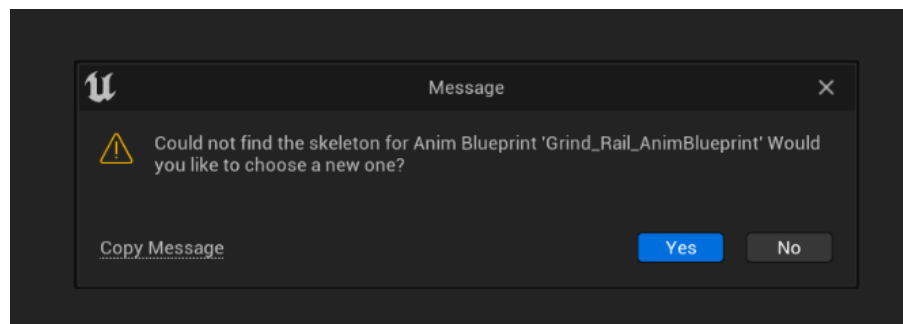 Message
Could not find the skeleton for Anim Blueprint 'Grind_Rail_AnimBlueprint' Would
you like to choose a new one?
Copy Message
Yes
No